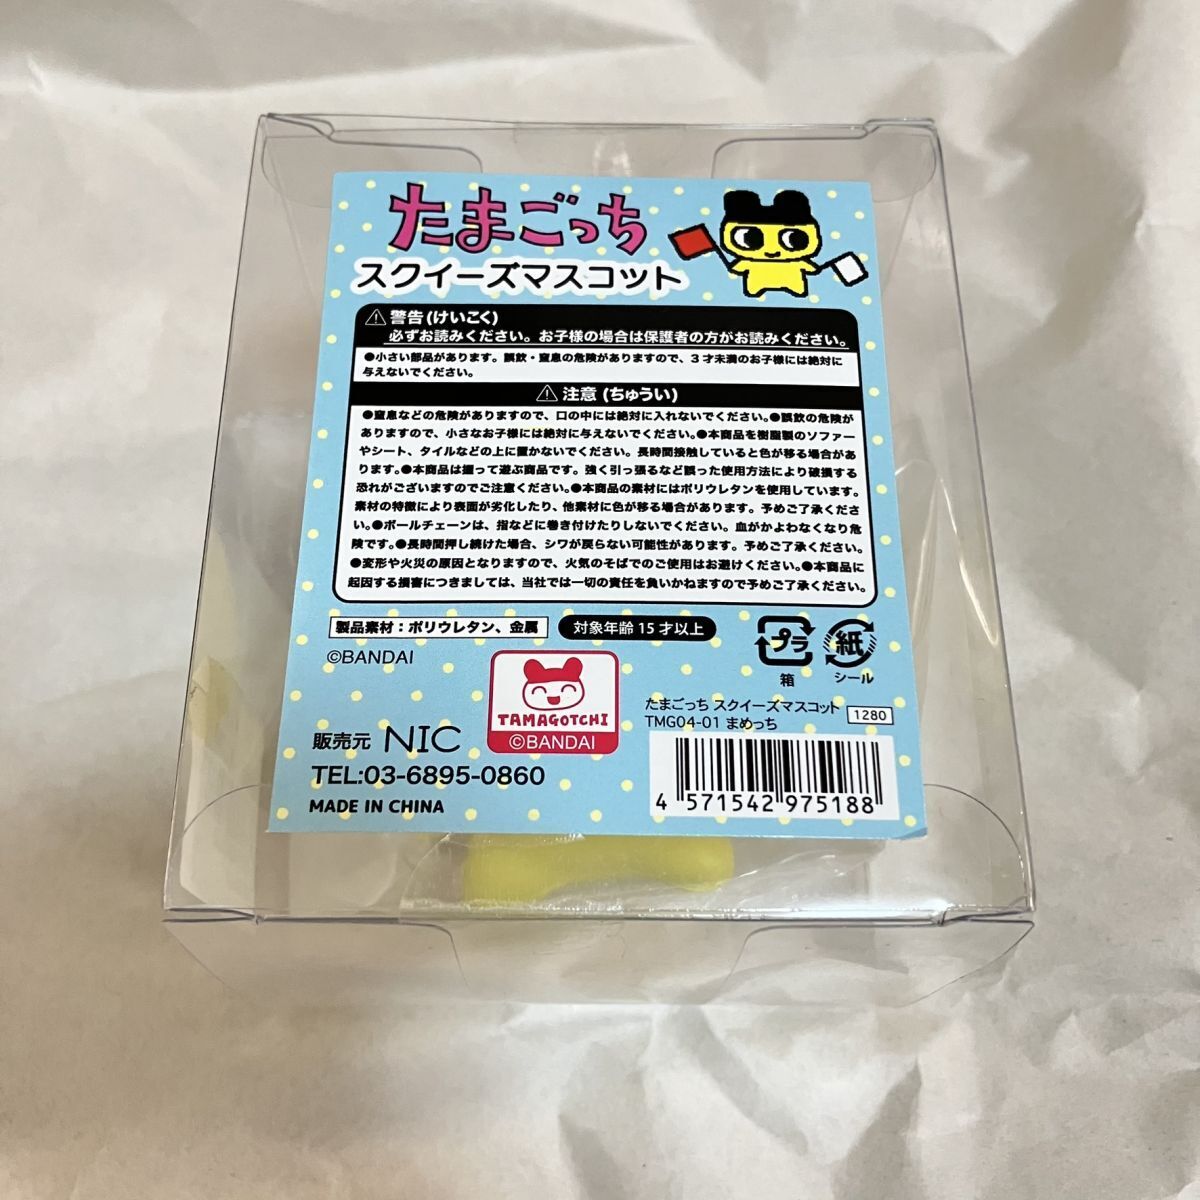 たまごっち
スクイーズマスコット
⚠ 警告(けいこく)
必ずお読みください。お子様の場合は保護者の方がお読みください。
●小さい部品があります。誤飲・窒息の危険がありますので、３才未満のお子様には絶対に
与えないでください。
⚠ 注意(ちゅうい)
●窒息などの危険がありますので、口の中には絶対に入れないでください。●誤飲の危険が
ありますので、小さなお子様には絶対に与えないでください。●本商品を樹脂製のソファー
やシート、タイルなどの上に置かないでください。長時間接触していると色が移る場合があ
ります。●本商品は握って遊ぶ商品です。強く引っ張るなど誤った使用方法により破損する
恐れがございますのでご注意ください。●本商品の素材にはポリウレタンを使用しています。
素材の特徴により表面が劣化したり、他素材に色が移る場合があります。予めご了承くださ
い。●ボールチェーンは、指などに巻き付けたりしないでください。血がかよわなくなり危
険です。●長時間押し続けた場合、シワが戻らない可能性があります。予めご了承ください。
●変形や火災の原因となりますので、火気のそばでのご使用はお避けください。●本商品に
起因する損害につきましては、当社では一切の責任を負いかねますので予めご了承ください。
製品素材：ポリウレタン、金属
対象年齢 15 才以上
プラ
箱
紙
シール
©BANDAI
TAMAGOTCHI
©BANDAI
たまごっち スクイーズマスコット
TMG04-01 まめっち
1280
販売元 NIC
TEL:03-6895-0860
MADE IN CHINA
4 571542 975188